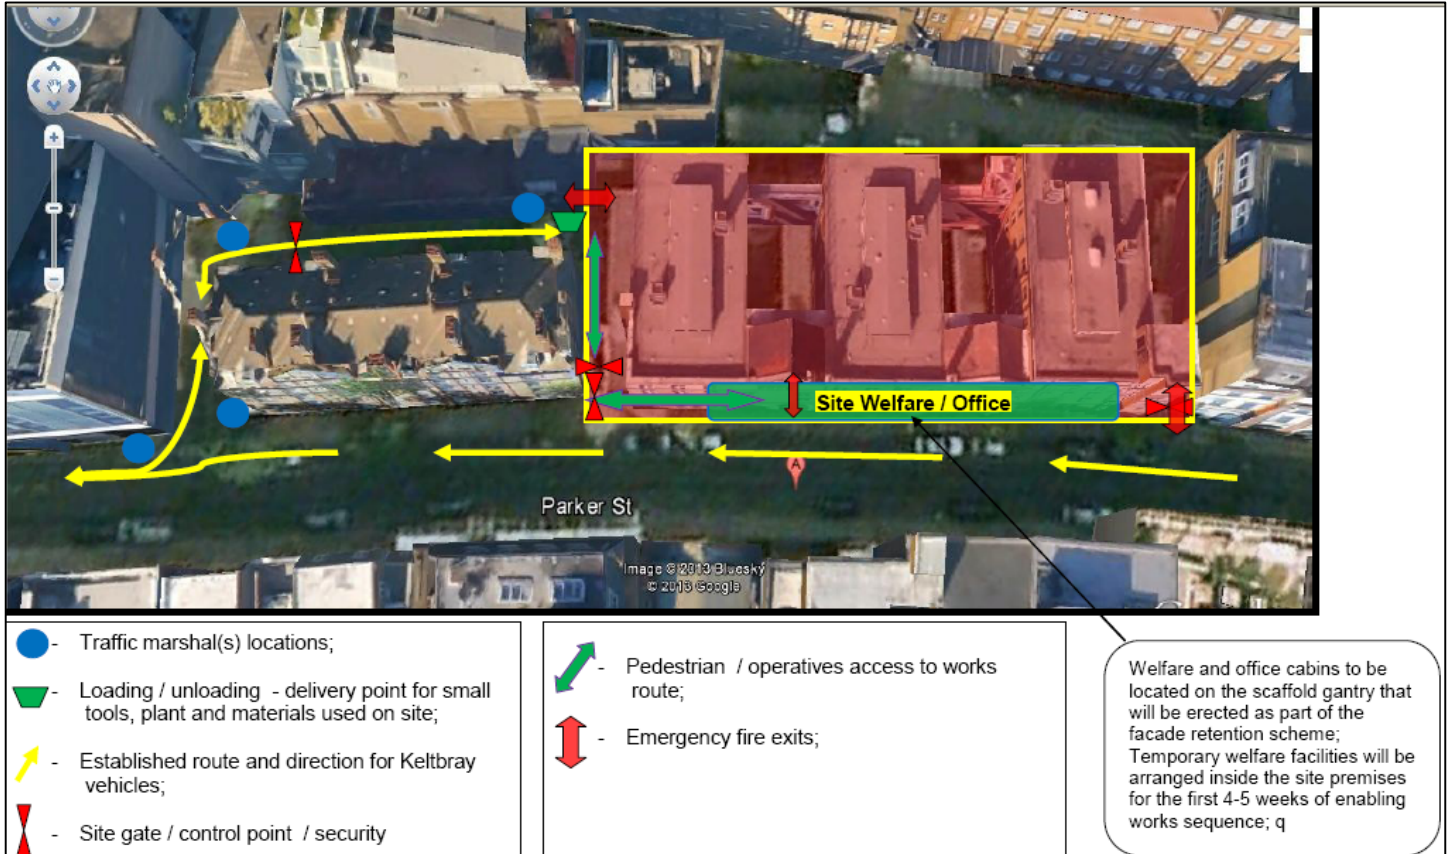 Site Welfare / Office
A
Parker St
Image © 2013 Bluesky
© 2013 Google
- Traffic marshal(s) locations;
- Loading / unloading - delivery point for small
tools, plant and materials used on site;
- Established route and direction for Keltbray
vehicles;
- Site gate / control point / security
- Pedestrian / operatives access to works
route;
- Emergency fire exits;
Welfare and office cabins to be
located on the scaffold gantry that
will be erected as part of the
facade retention scheme;
Temporary welfare facilities will be
arranged inside the site premises
for the first 4-5 weeks of enabling
works sequence; q